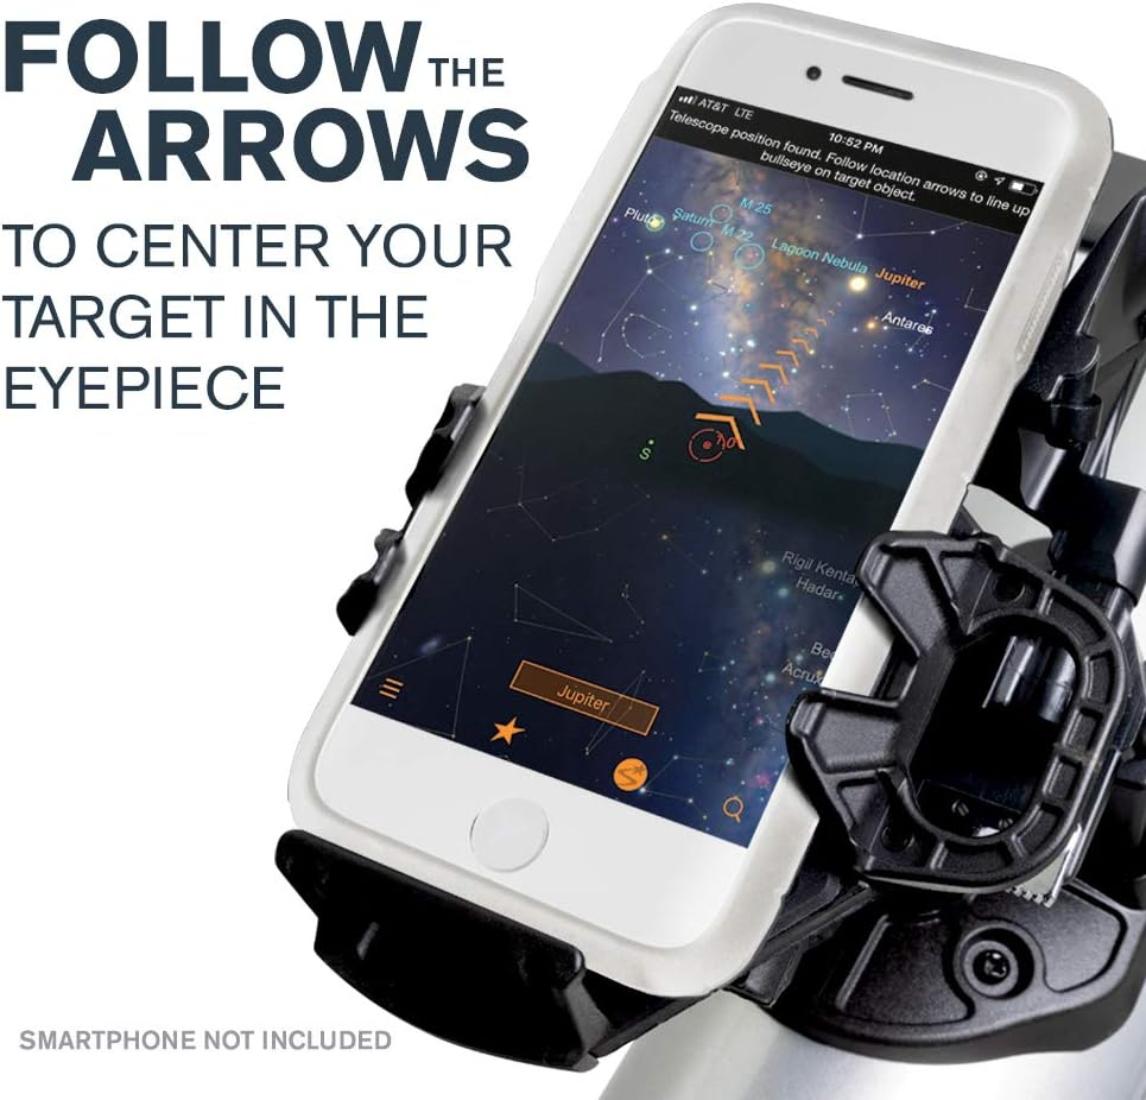 FOLLOW THE
ARROWS
TO CENTER YOUR
TARGET IN THE
EYEPIECE
AT&T LTE
10:52 PM
Telescope position found. Follow location arrows to line up
bullseye on target object.
M 25
Pluto
Saturn
M 22
Lagoon Nebula
Jupiter
Antares
S
Rigil Kenta
Hadar
Bec
Acrux
Jupiter
SMARTPHONE NOT INCLUDED